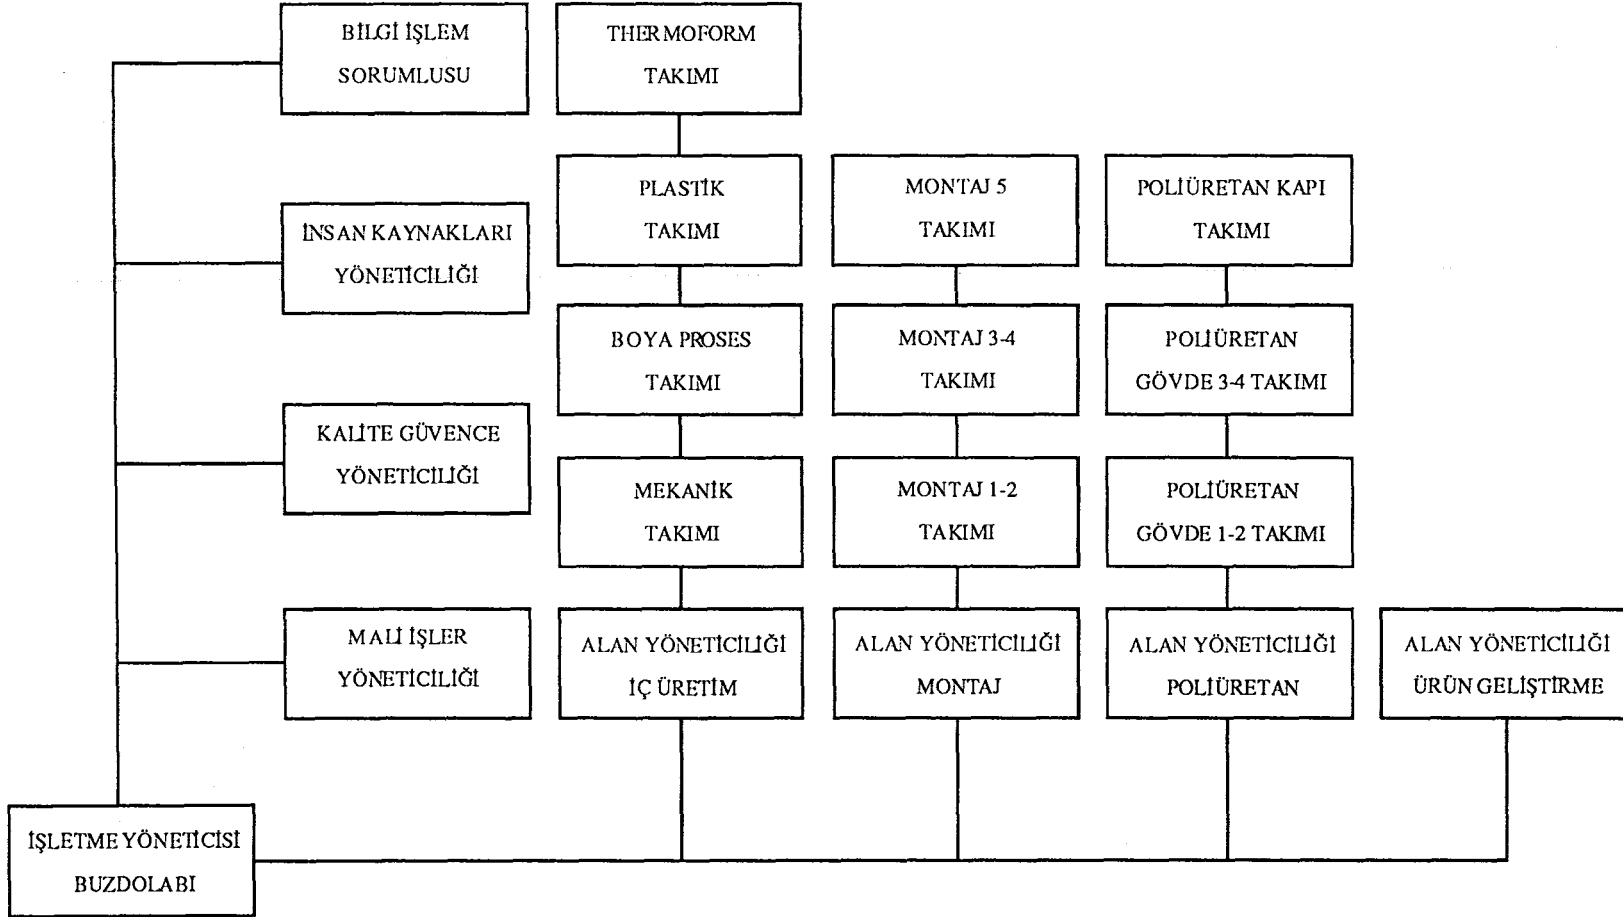 BİLGİ İŞLEM
SORUMLUSU
THERMOFORM
TAKIMI
PLASTİK
TAKIMI
MONTAJ 5
TAKIMI
POLİÜRETAN KAPI
TAKIMI
İNSAN KAYNAKLARI
YÖNETİCİLİĞİ
BOYA PROSES
TAKIMI
MONTAJ 3-4
TAKIMI
POLİÜRETAN
GÖVDE 3-4 TAKIMI
KALİTE GÜVENCE
YÖNETİCİLİĞİ
MEKANİK
TAKIMI
MONTAJ 1-2
TAKIMI
POLİÜRETAN
GÖVDE 1-2 TAKIMI
MALİ İŞLER
YÖNETİCİLİĞİ
ALAN YÖNETİCİLİĞİ
İÇ ÜRETİM
ALAN YÖNETİCİLİĞİ
MONTAJ
ALAN YÖNETİCİLİĞİ
POLİÜRETAN
ALAN YÖNETİCİLİĞİ
ÜRÜN GELİŞTİRME
İŞLETME YÖNETİCİSİ
BUZDOLABI